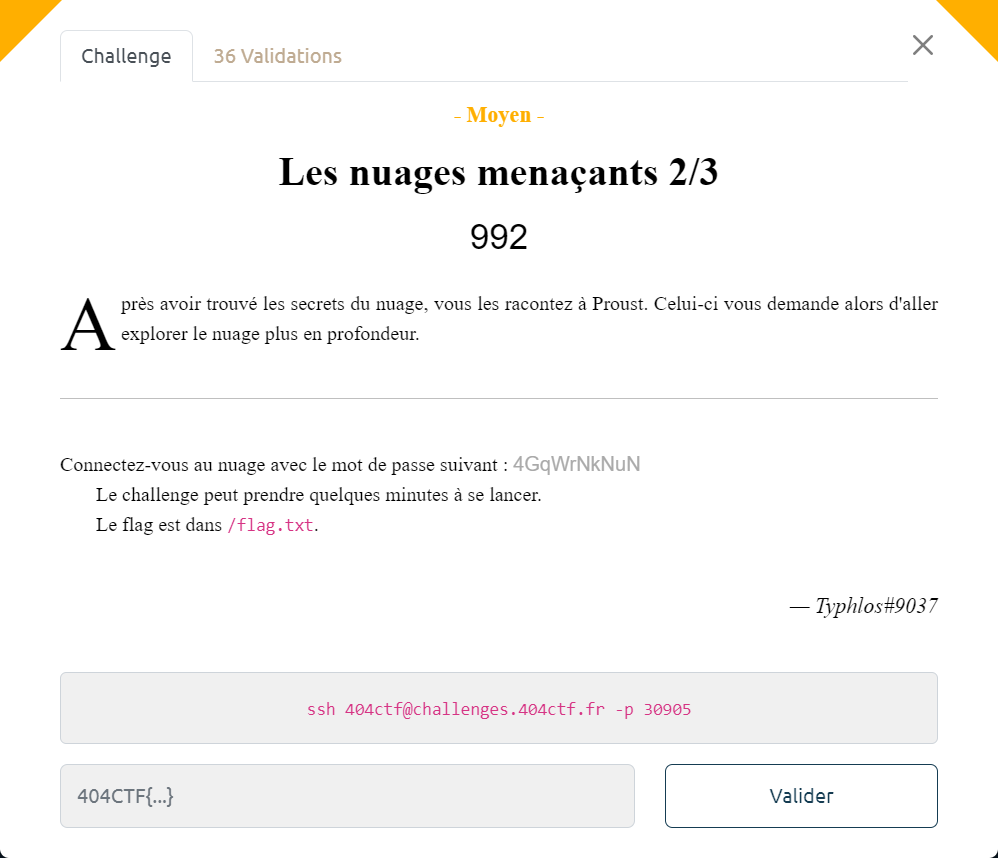 Challenge
36 Validations
- Moyen -
Les nuages menaçants 2/3
992
Après avoir trouvé les secrets du nuage, vous les racontez à Proust. Celui-ci vous demande alors d'aller
explorer le nuage plus en profondeur.
Connectez-vous au nuage avec le mot de passe suivant : 4GqWrNkNuN
Le challenge peut prendre quelques minutes à se lancer.
Le flag est dans /flag.txt.
— Typhlos#9037
ssh 404ctf@challenges.404ctf.fr -p 30905
404CTF{...}
Valider